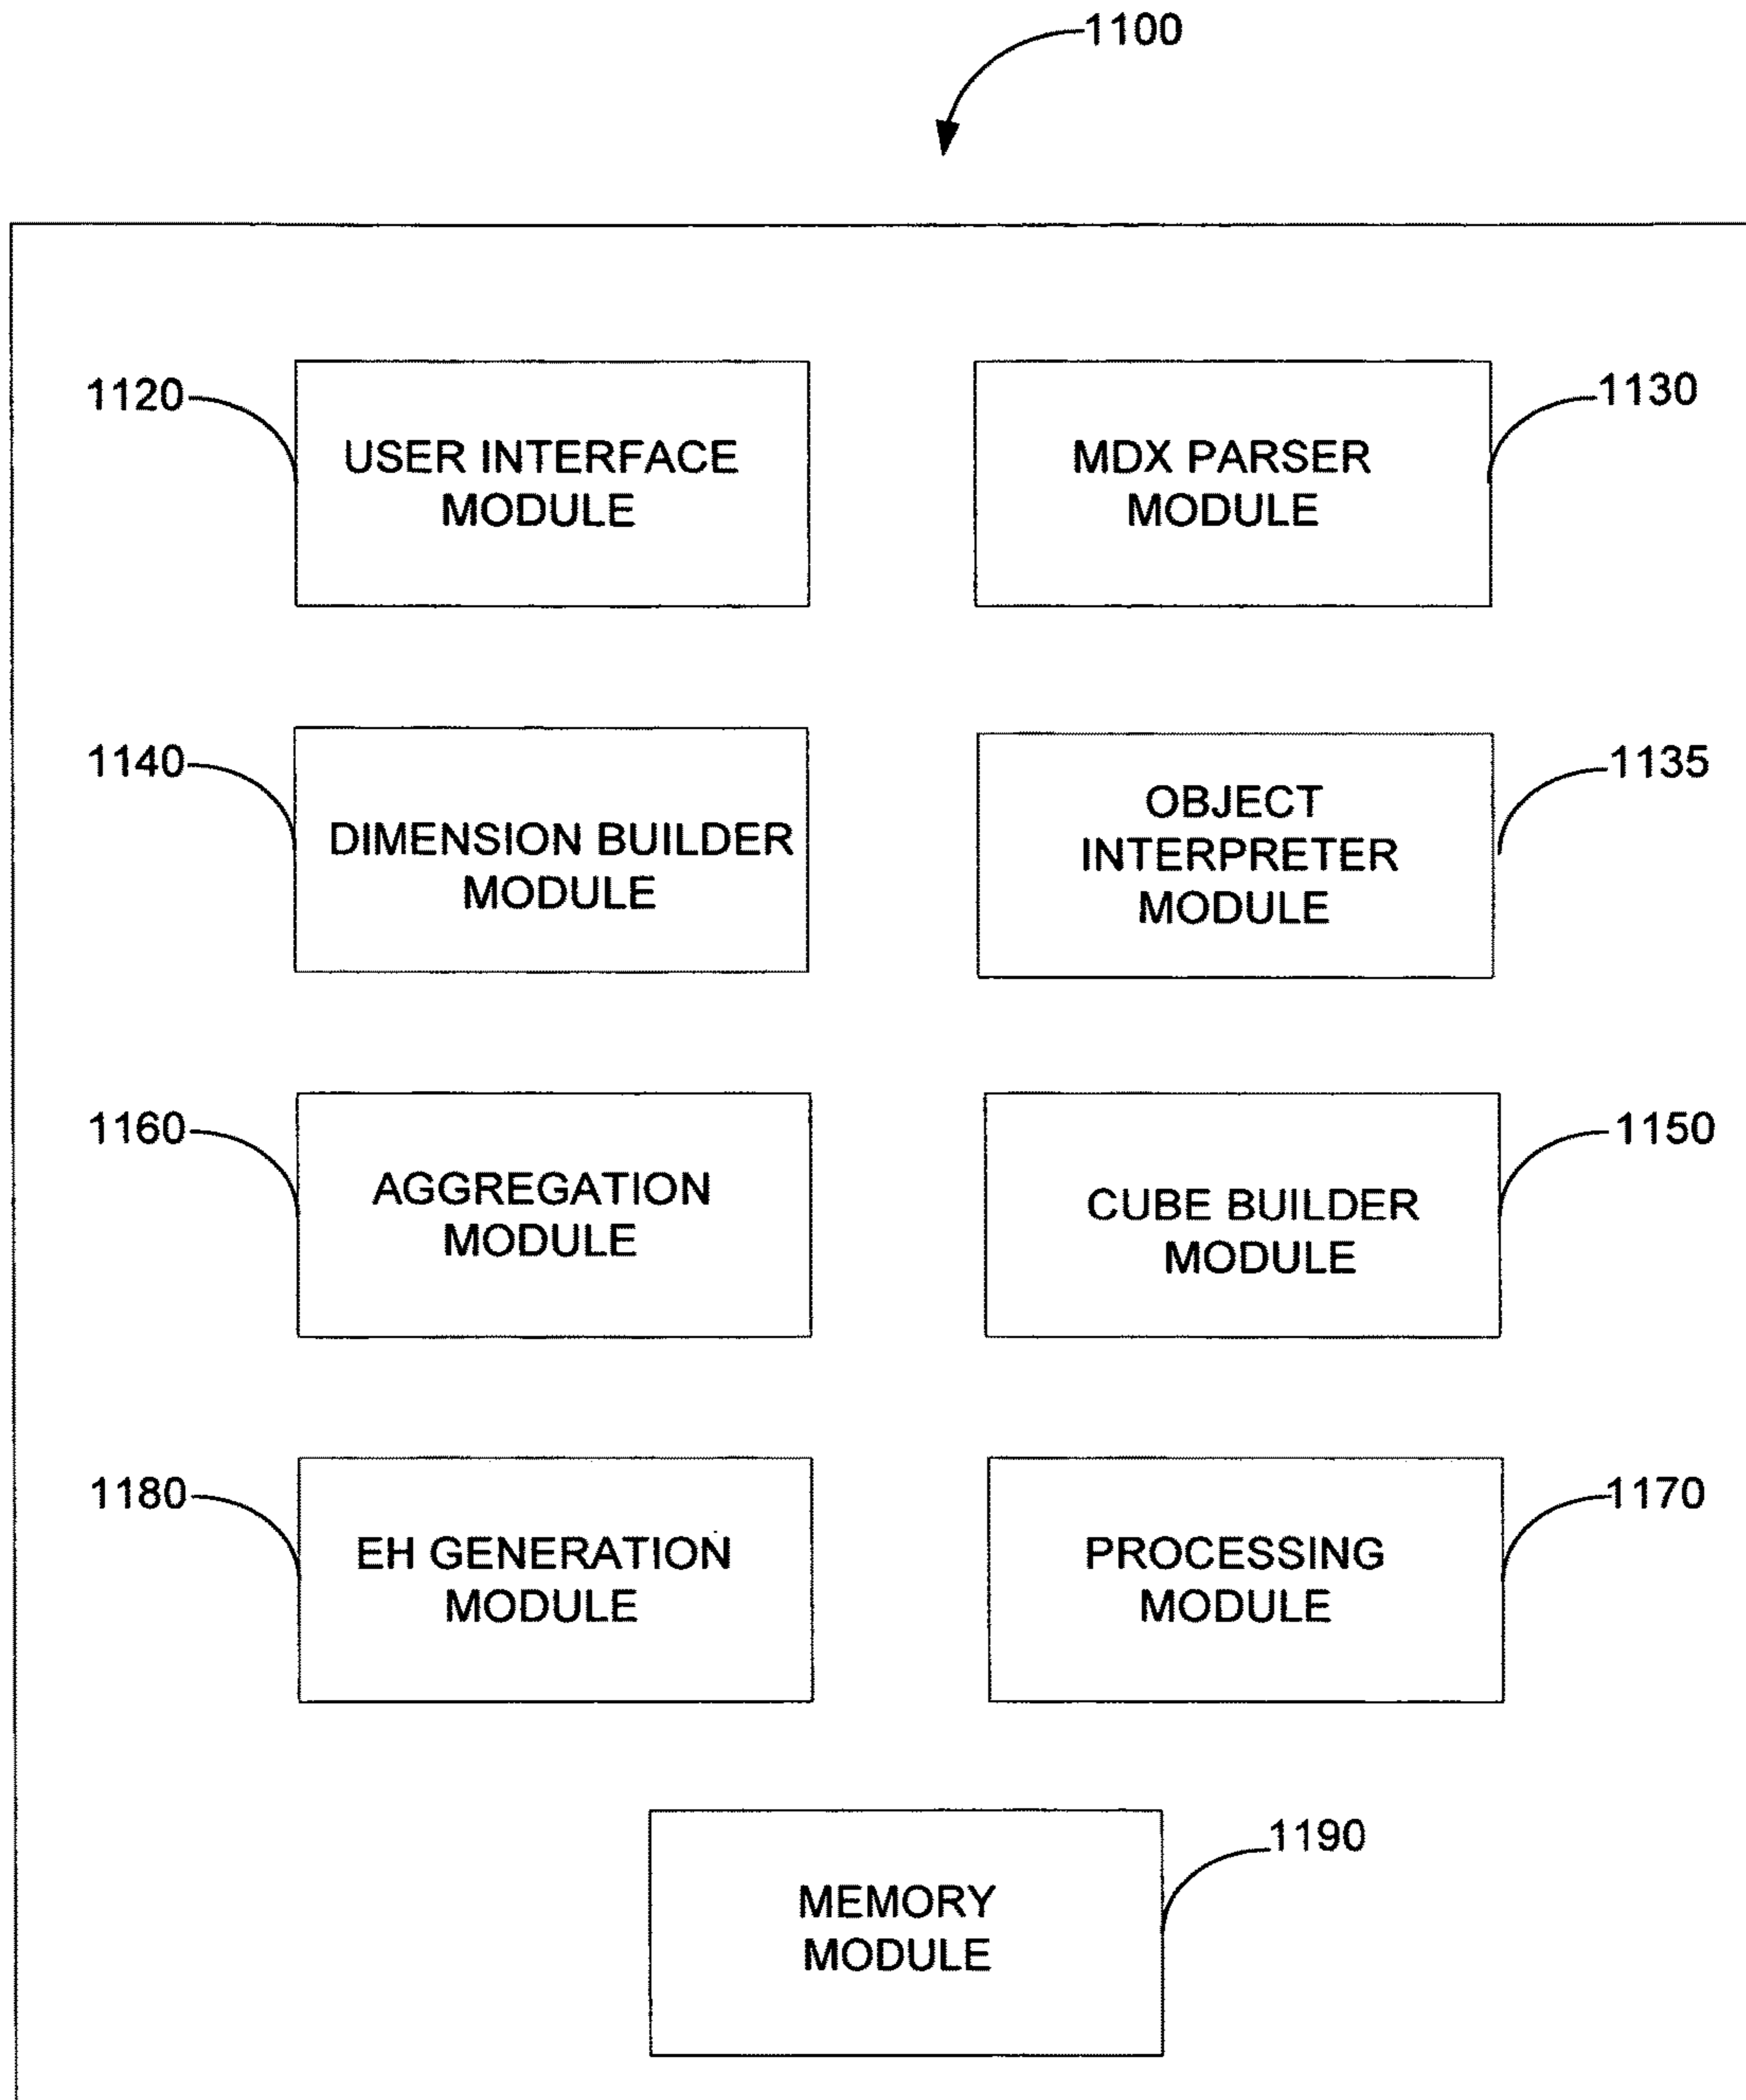 1100
1120
USER INTERFACE
MODULE
1130
MDX PARSER
MODULE
1140
DIMENSION BUILDER
MODULE
1135
OBJECT
INTERPRETER
MODULE
1160
AGGREGATION
MODULE
1150
CUBE BUILDER
MODULE
1180
EH GENERATION
MODULE
1170
PROCESSING
MODULE
1190
MEMORY
MODULE